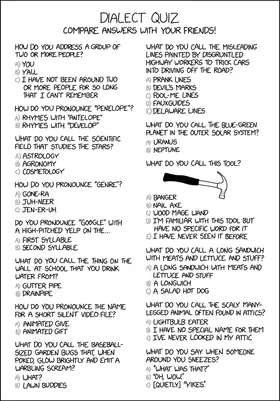 DIALECT QUIZ
COMPARE ANSWERS WITH YOUR FRIENDS!
HOW DO YOU ADDRESS A GROUP OF
TWO OR MORE PEOPLE?
A) YOU
B) Y'ALL
C) I HAVE NOT BEEN AROUND TWO
OR MORE PEOPLE FOR SO LONG
THAT I CAN'T REMEMBER
HOW DO YOU PRONOUNCE "PENELOPE"?
A) RHYMES WITH "ANTELOPE"
B) RHYMES WITH "DEVELOP"
WHAT DO YOU CALL THE SCIENTIFIC
FIELD THAT STUDIES THE STARS?
A) ASTROLOGY
B) AGRONOMY
C) COSMETOLOGY
HOW DO YOU PRONOUNCE "GENRE"?
A) GONE-RA
B) JUH-NEER
C) JEN-ER-UH
DO YOU PRONOUNCE "GOOGLE" WITH
A HIGH-PITCHED YELP ON THE...
A) FIRST SYLLABLE
B) SECOND SYLLABLE
WHAT DO YOU CALL THE THING ON THE
WALL AT SCHOOL THAT YOU DRINK
WATER FROM?
A) GUTTER PIPE
B) DRAINPIPE
HOW DO YOU PRONOUNCE THE NAME
FOR A SHORT SILENT VIDEO FILE?
A) ANIMATED GIVE
B) ANIMATED GIFT
WHAT DO YOU CALL THE BASEBALL-
SIZED GARDEN BUGS THAT, WHEN
POKED, GLOW BRIGHTLY AND EMIT A
WARBLING SCREAM?
A) WHAT?
B) LAWN BUDDIES
WHAT DO YOU CALL THE MISLEADING
LINES PAINTED BY DISGRUNTLED
HIGHWAY WORKERS TO TRICK CARS
INTO DRIVING OFF THE ROAD?
A) PRANK LINES
B) DEVIL'S MARKS
C) FOOL-ME LINES
D) FAUXGUIDES
E) DELAWARE LINES
WHAT DO YOU CALL THE BLUE-GREEN
PLANET IN THE OUTER SOLAR SYSTEM?
A) URANUS
B) NEPTUNE
WHAT DO YOU CALL THIS TOOL?
A) BANGER
B) NAIL AXE
C) WOOD MAGE WAND
D) I'M FAMILIAR WITH THIS TOOL BUT
HAVE NO SPECIFIC WORD FOR IT
E) I HAVE NEVER SEEN IT BEFORE
WHAT DO YOU CALL A LONG SANDWICH
WITH MEATS AND LETTUCE AND STUFF?
A) A LONG SANDWICH WITH MEATS AND
LETTUCE AND STUFF
B) A LONGWICH
C) A SALAD HOT DOG
WHAT DO YOU CALL THE SCALY MANY-
LEGGED ANIMAL OFTEN FOUND IN ATTICS?
A) LIGHTBULB EATER
B) I HAVE NO SPECIAL NAME FOR THEM
C) I'VE NEVER LOOKED IN MY ATTIC
WHAT DO YOU SAY WHEN SOMEONE
AROUND YOU SNEEZES?
A) "WHAT WAS THAT?"
B) "OH, WOW."
C) [QUIETLY] "YIKES"